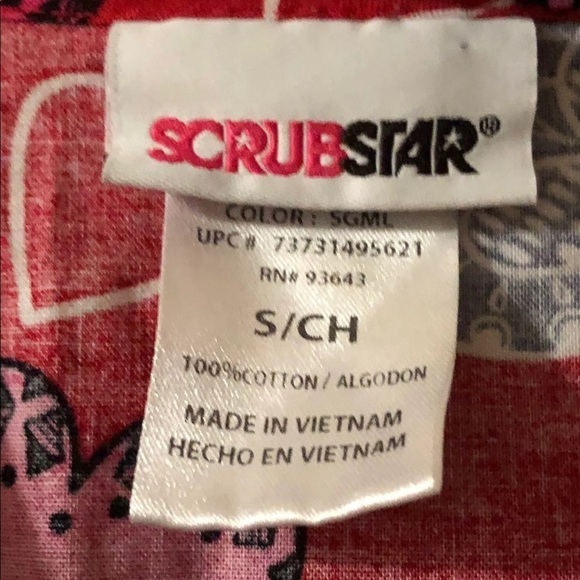 SCRUBSTAR®
COLOR: SGML
UPC # 73731495621
RN# 93643
S/CH
100%COTTON / ALGODON
MADE IN VIETNAM
HECHO EN VIETNAM